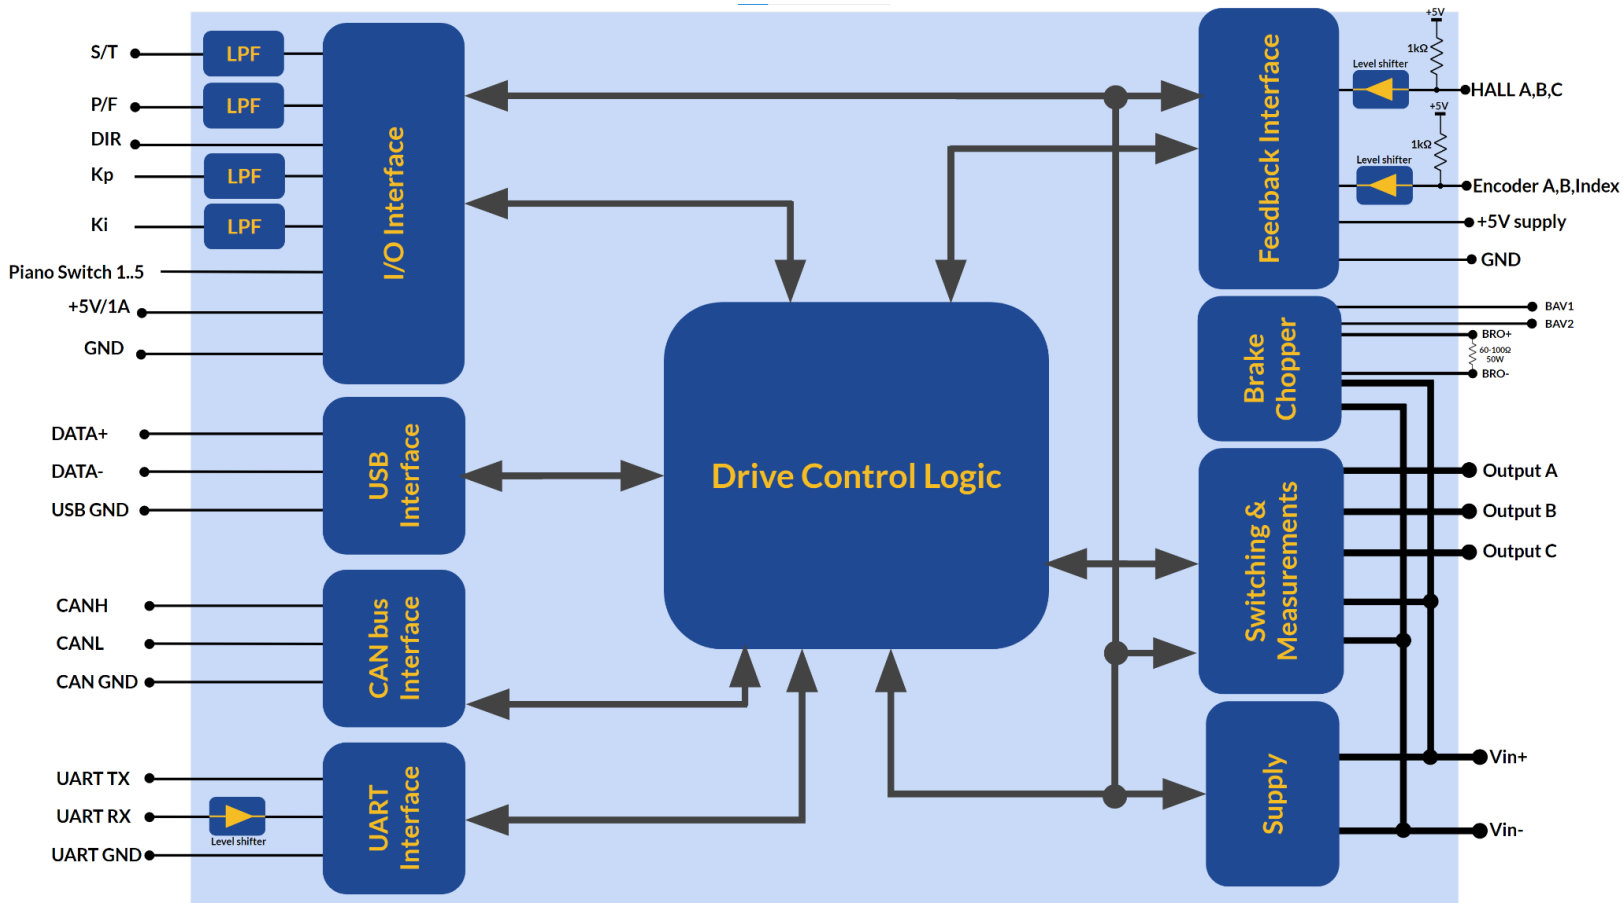 S/T
LPF
P/F
LPF
DIR
Kp
LPF
Ki
LPF
Piano Switch 1..5
+5V/1A
GND
I/O Interface
DATA+
DATA-
USB GND
USB
Interface
CANH
CANL
CAN GND
CAN bus
Interface
UART TX
UART RX
Level shifter
UART GND
UART
Interface
Drive Control Logic
Feedback Interface
+5V
1kΩ
Level shifter
HALL A,B,C
+5V
1kΩ
Level shifter
Encoder A,B,Index
+5V supply
GND
Brake
Chopper
BAV1
BAV2
BRO+
60-100Ω
50W
BRO-
Switching &
Measurements
Output A
Output B
Output C
Supply
Vin+
Vin-